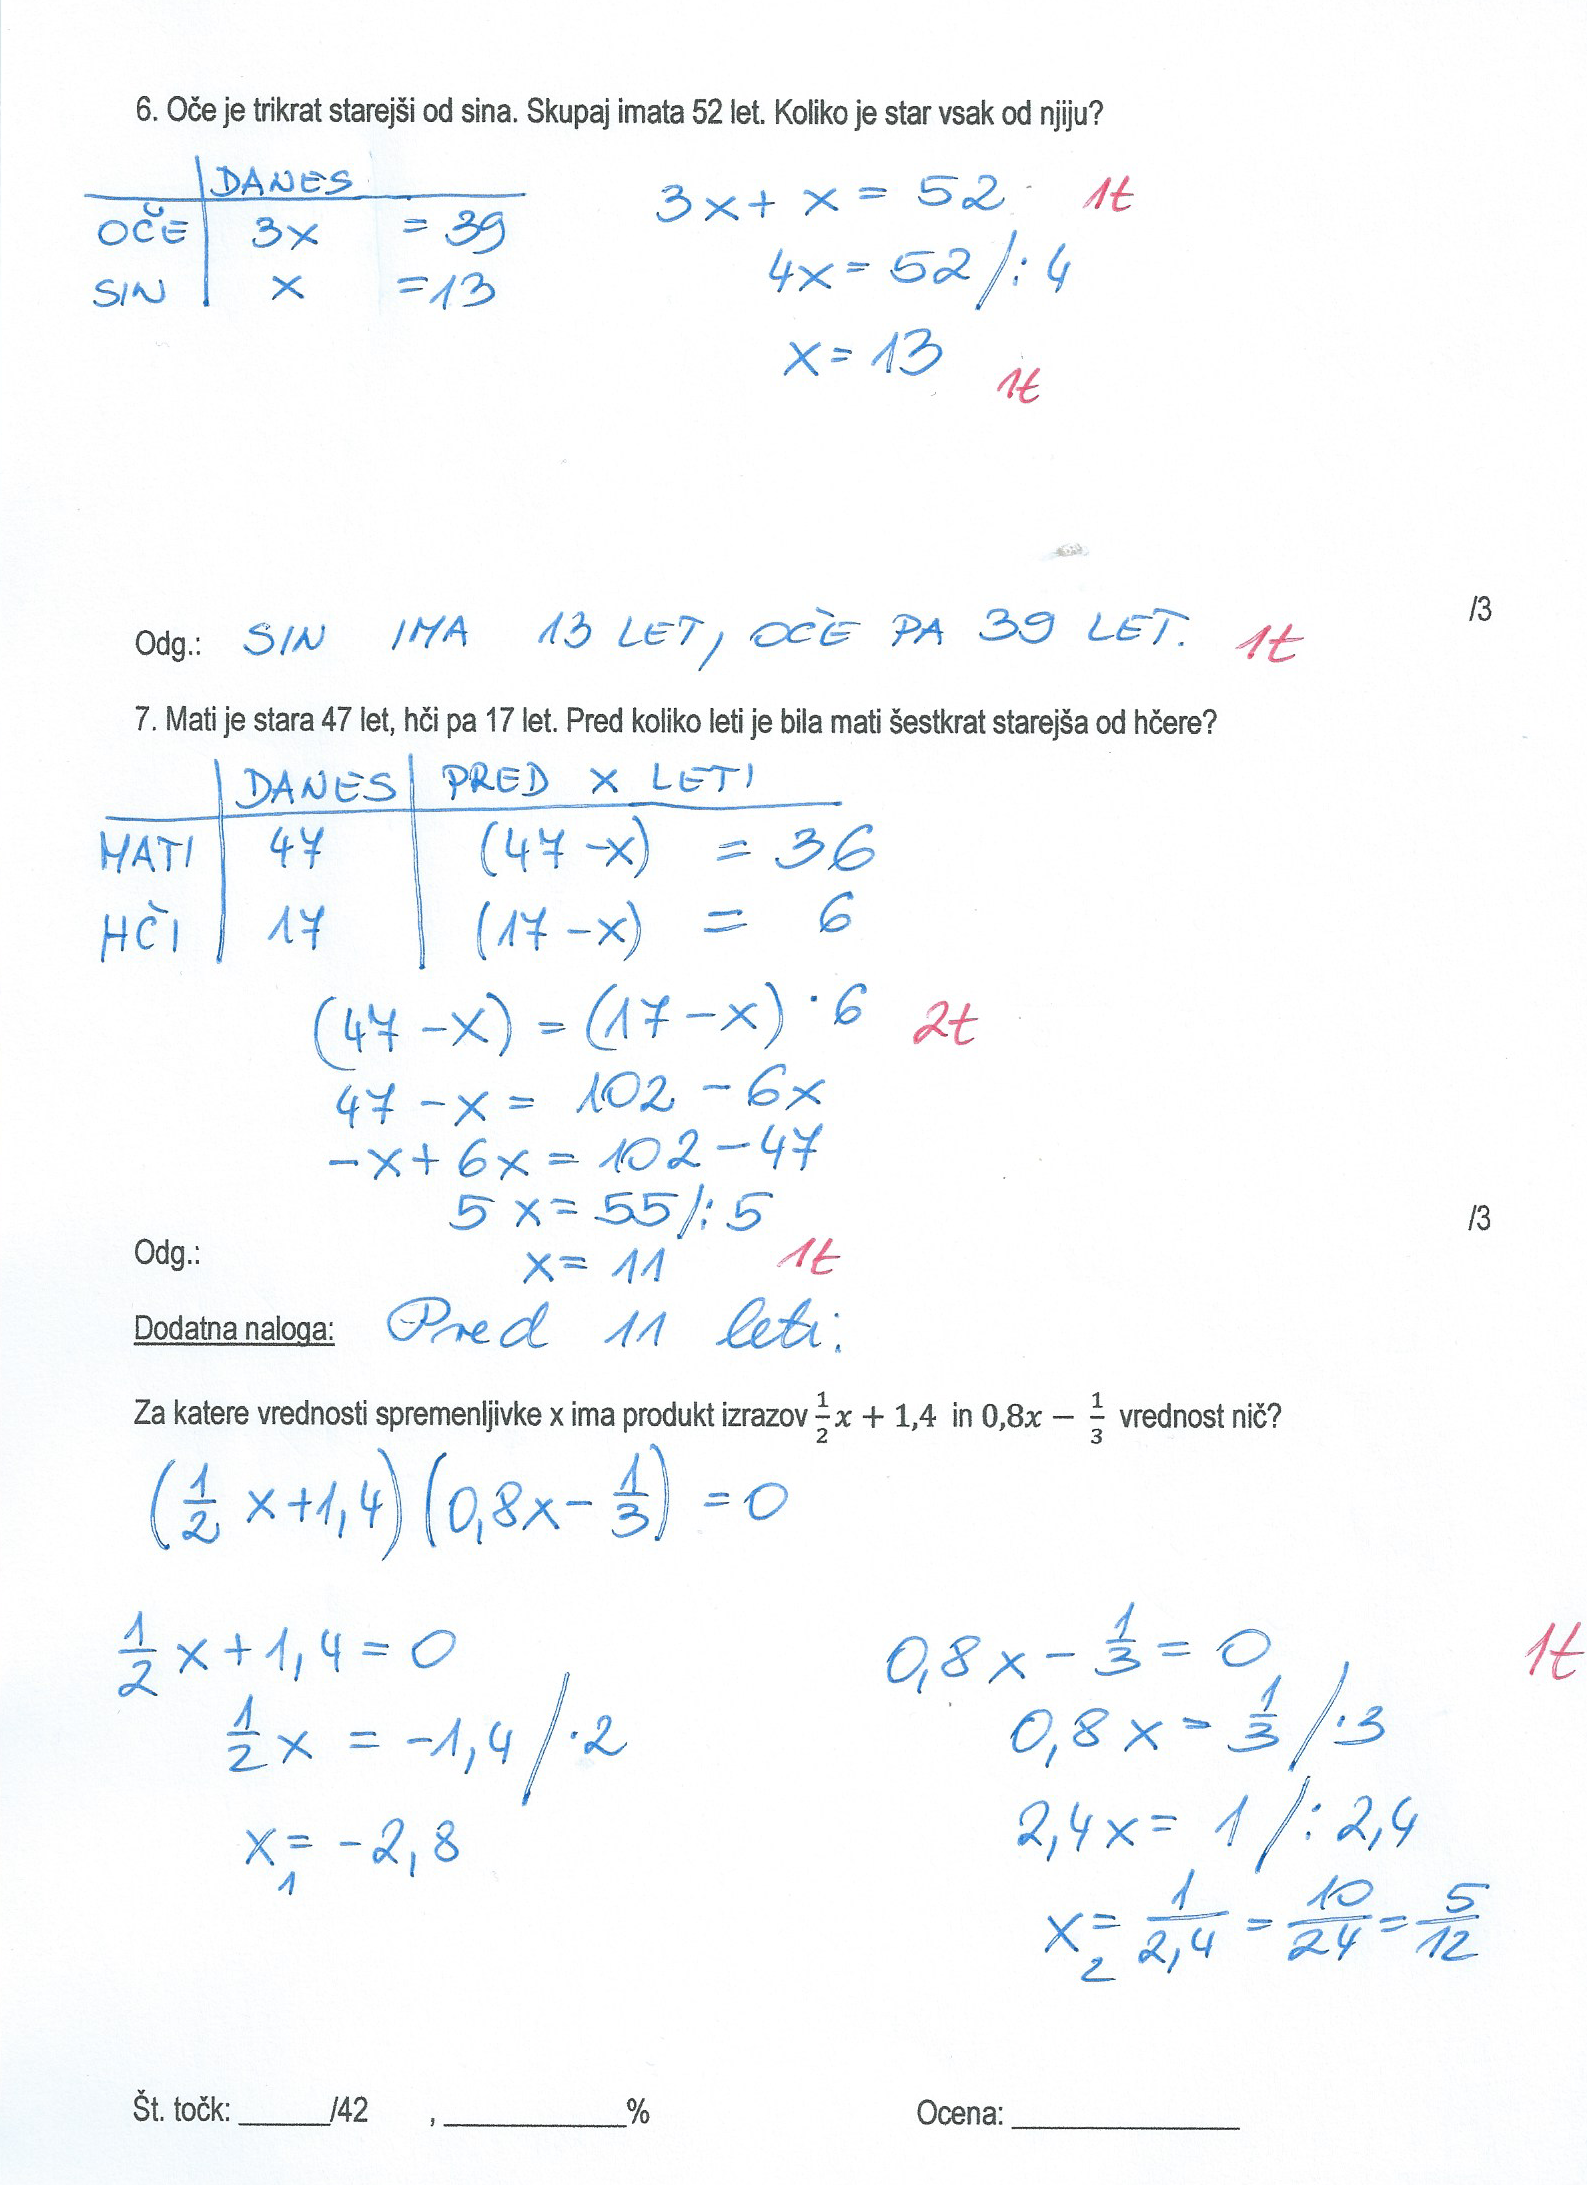 6. Oče je trikrat starejši od sina. Skupaj imata 52 let. Koliko je star vsak od njiju?
DANES
OČE 3x = 39
SIN x = 13
3x + x = 52 1t
4x = 52 /: 4
x = 13
1t
/3
Odg.: SIN IMA 13 LET, OČE PA 39 LET. 1t
7. Mati je stara 47 let, hči pa 17 let. Pred koliko leti je bila mati šestkrat starejša od hčere?
DANES PRED X LETI
MATI 47 (47 - x) = 36
HČI 17 (17 - x) = 6
(47 - x) = (17 - x) · 6 2t
47 - x = 102 - 6x
-x + 6x = 102 - 47
5x = 55 /: 5
/3
Odg.: x = 11 1t
Dodatna naloga: Pred 11 leti.
Za katere vrednosti spremenljivke x ima produkt izrazov 1/2 x + 1,4 in 0,8x − 1/3 vrednost nič?
(1/2 x + 1,4) (0,8x - 1/3) = 0
1/2 x + 1,4 = 0
1/2 x = -1,4 / · 2
x₁ = -2,8
0,8x - 1/3 = 0 1t
0,8x = 1/3 / · 3
2,4x = 1 /: 2,4
x₂ = 1/2,4 = 10/24 = 5/12
Št. točk: ______/42 , ____________% Ocena: _______________